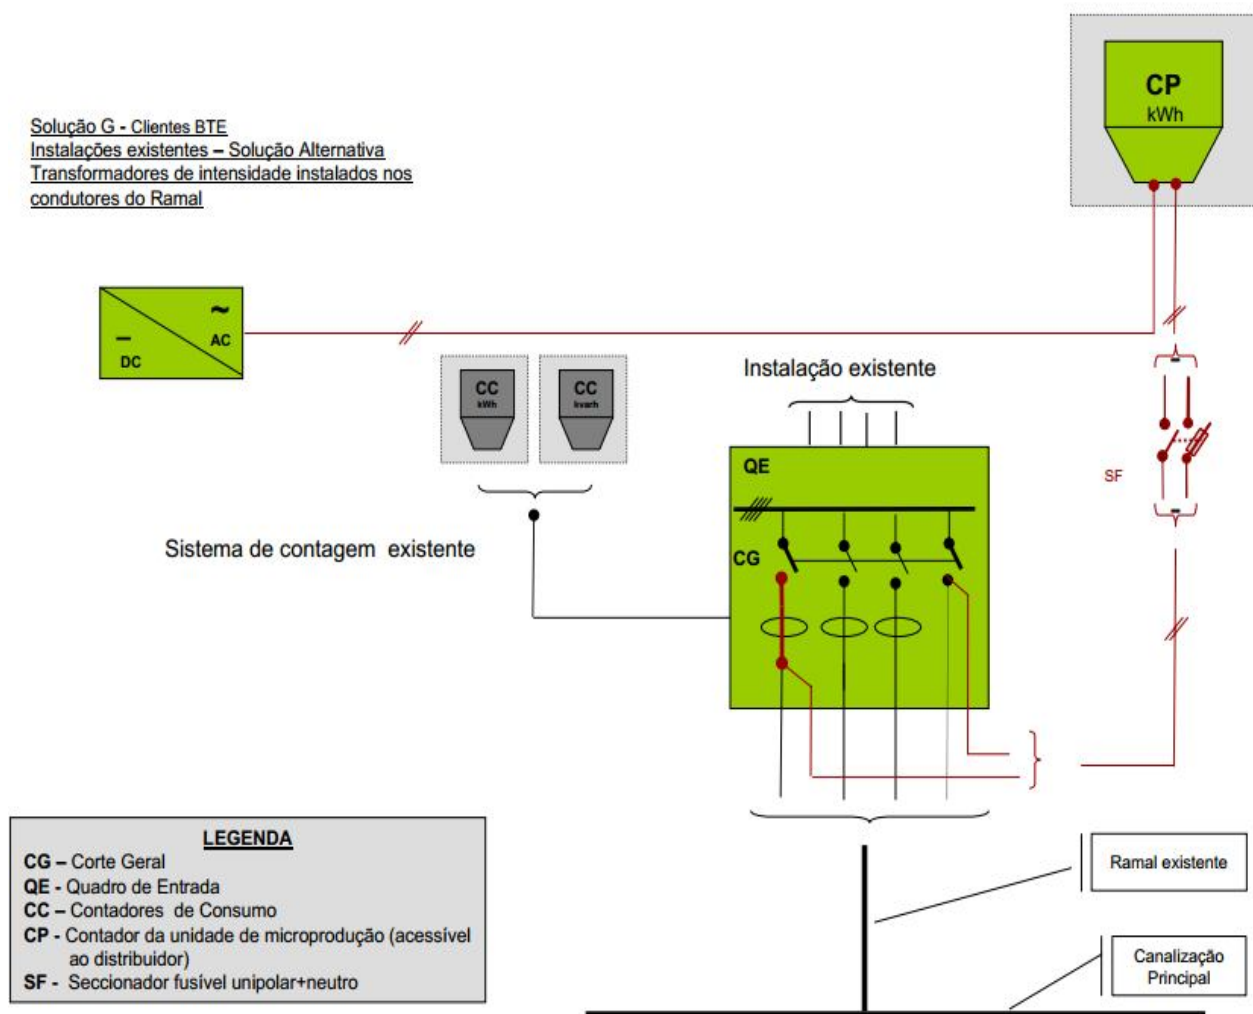 CP
kWh
Solução G - Clientes BTE
Instalações existentes – Solução Alternativa
Transformadores de intensidade instalados nos
condutores do Ramal
~
AC
–
DC
CC
kWh
CC
kvarh
Instalação existente
QE
SF
Sistema de contagem existente
CG
LEGENDA
CG – Corte Geral
QE - Quadro de Entrada
CC – Contadores de Consumo
CP - Contador da unidade de microprodução (acessível
ao distribuidor)
SF - Seccionador fusível unipolar+neutro
Ramal existente
Canalização
Principal